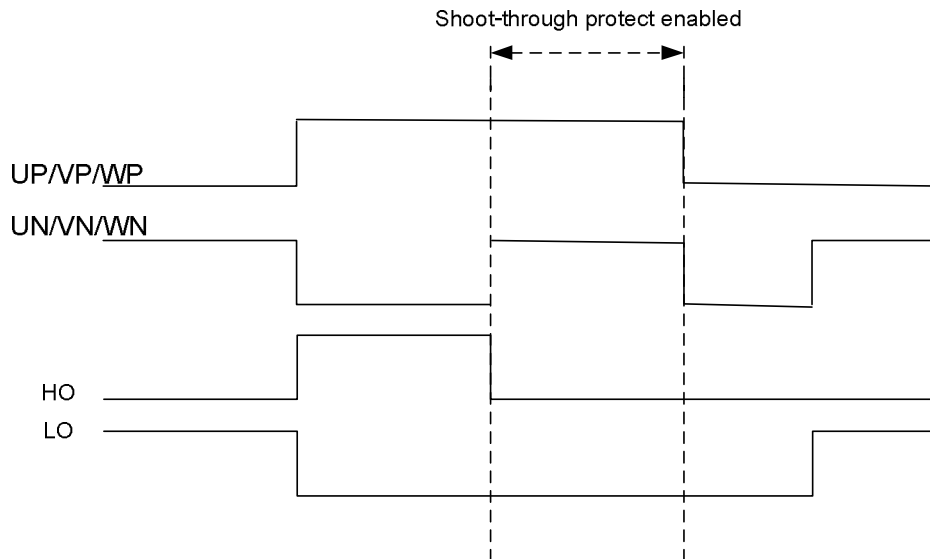 Shoot-through protect enabled
UP/VP/WP
UN/VN/WN
HO
LO